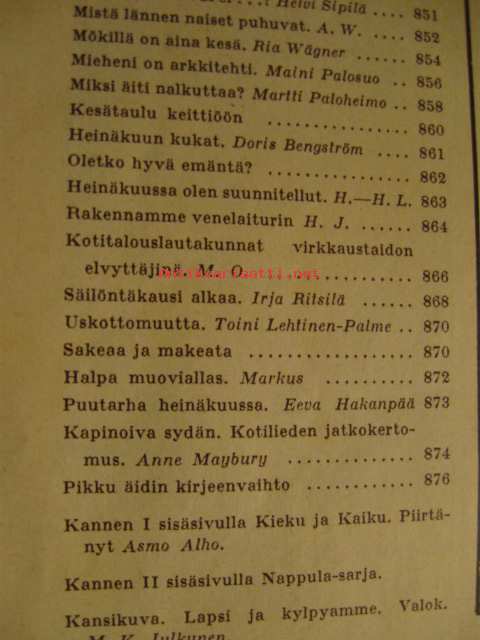 Helvi Sipilä .... 851
Mistä lännen naiset puhuvat. A. W. .... 852
Mökillä on aina kesä. Ria Wägner ...... 854
Mieheni on arkkitehti. Maini Palosuo .. 856
Miksi äiti nalkuttaa? Martti Paloheimo .. 858
Kesätaulu keittiöön ............... 860
Heinäkuun kukat. Doris Bengström .... 861
Oletko hyvä emäntä? ............... 862
Heinäkuussa olen suunnitellut. H.—H. L. 863
Rakennamme venelaiturin H. J. ...... 864
Kotitalouslautakunnat virkkaustaidon
elvyttäjinä. M. O. ............ 866
Säilöntäkausi alkaa. Irja Ritsilä ...... 868
Uskottomuutta. Toini Lehtinen-Palme .. 870
Sakeaa ja makeata ................ 870
Halpa muoviallas. Markus .......... 872
Puutarha heinäkuussa. Eeva Hakanpää 873
Kapinoiva sydän. Kotilieden jatkokerto-
mus. Anne Maybury ............. 874
Pikku äidin kirjeenvaihto ........... 876
Kannen I sisäsivulla Kieku ja Kaiku. Piirtä-
nyt Asmo Alho.
Kannen II sisäsivulla Nappula-sarja.
Kansikuva. Lapsi ja kylpyamme. Valok.
M. K. Julkunen